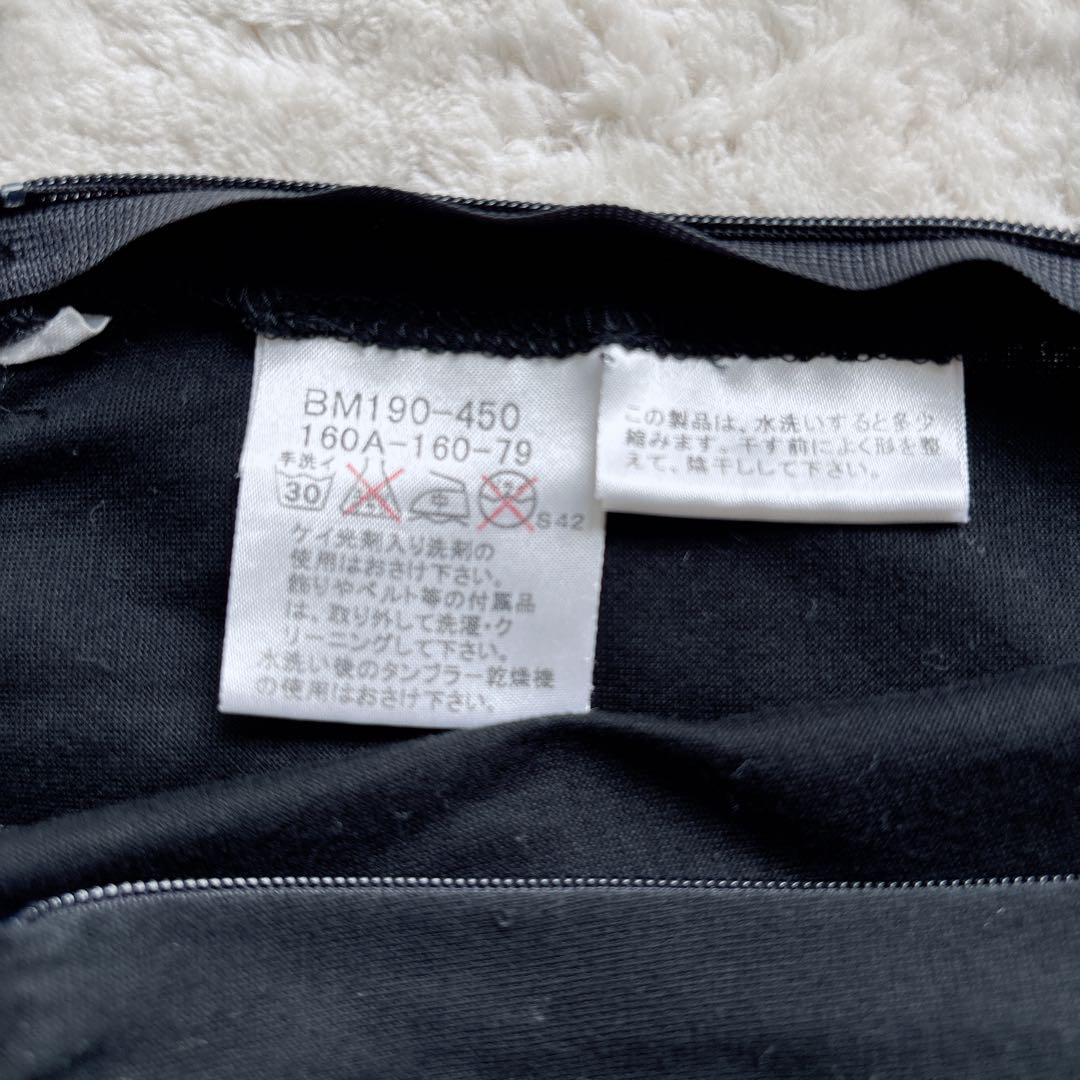 BM190-450
160A-160-79
手洗イ
30
中
S42
ケイ光剤入り洗剤の
使用はおさけ下さい。
飾りやベルト等の付属品
は、取り外して洗濯・ク
リーニングして下さい。
水洗い後のタンブラー乾燥機
の使用はおさけ下さい。
この製品は、水洗いすると多少
縮みます。干す前によく形を整
えて、陰干しして下さい。